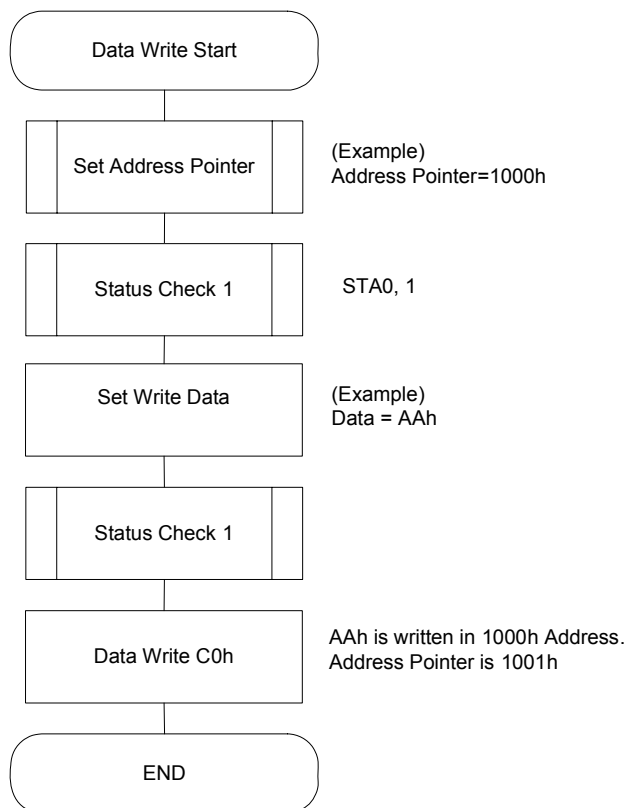 Data Write Start
Set Address Pointer
(Example)
Address Pointer=1000h
Status Check 1
STA0, 1
Set Write Data
(Example)
Data = AAh
Status Check 1
Data Write C0h
AAh is written in 1000h Address.
Address Pointer is 1001h
END